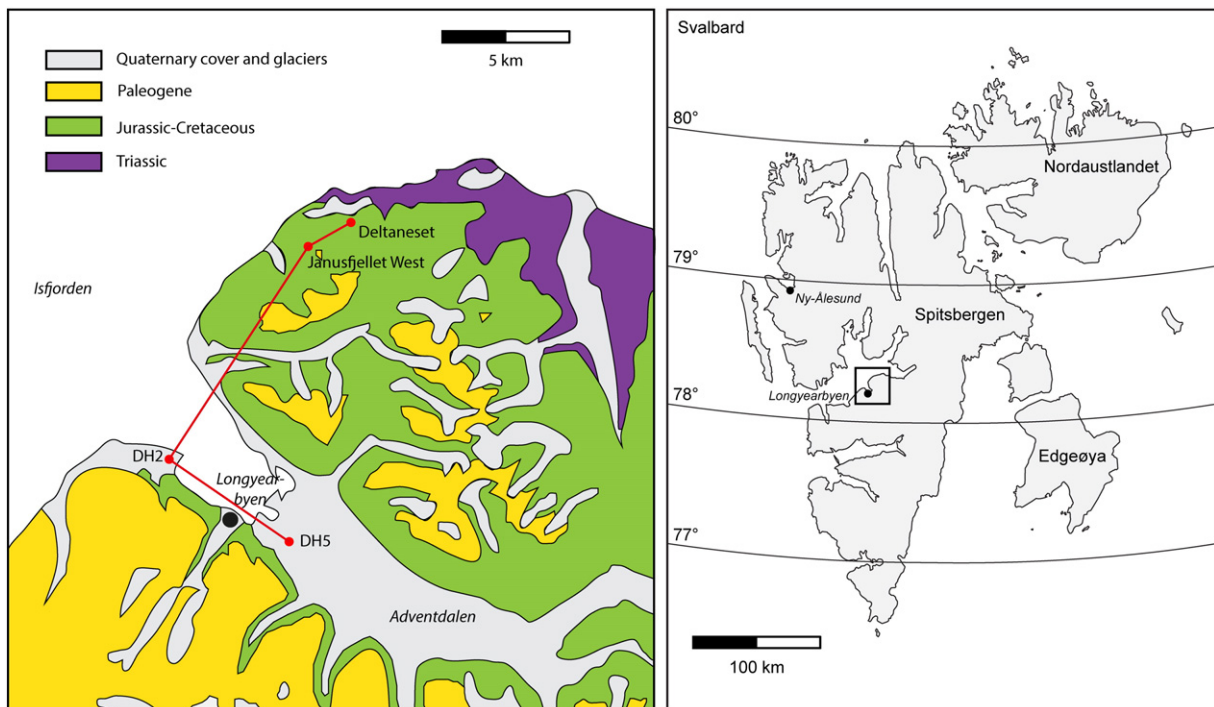 5 km
Quaternary cover and glaciers
Paleogene
Jurassic-Cretaceous
Triassic
Deltaneset
Janusfjellet West
Isfjorden
DH2
Longyear-
byen
DH5
Adventdalen
Svalbard
80°
Nordaustlandet
79°
Ny-Ålesund
Spitsbergen
Longyearbyen
78°
Edgeøya
77°
100 km